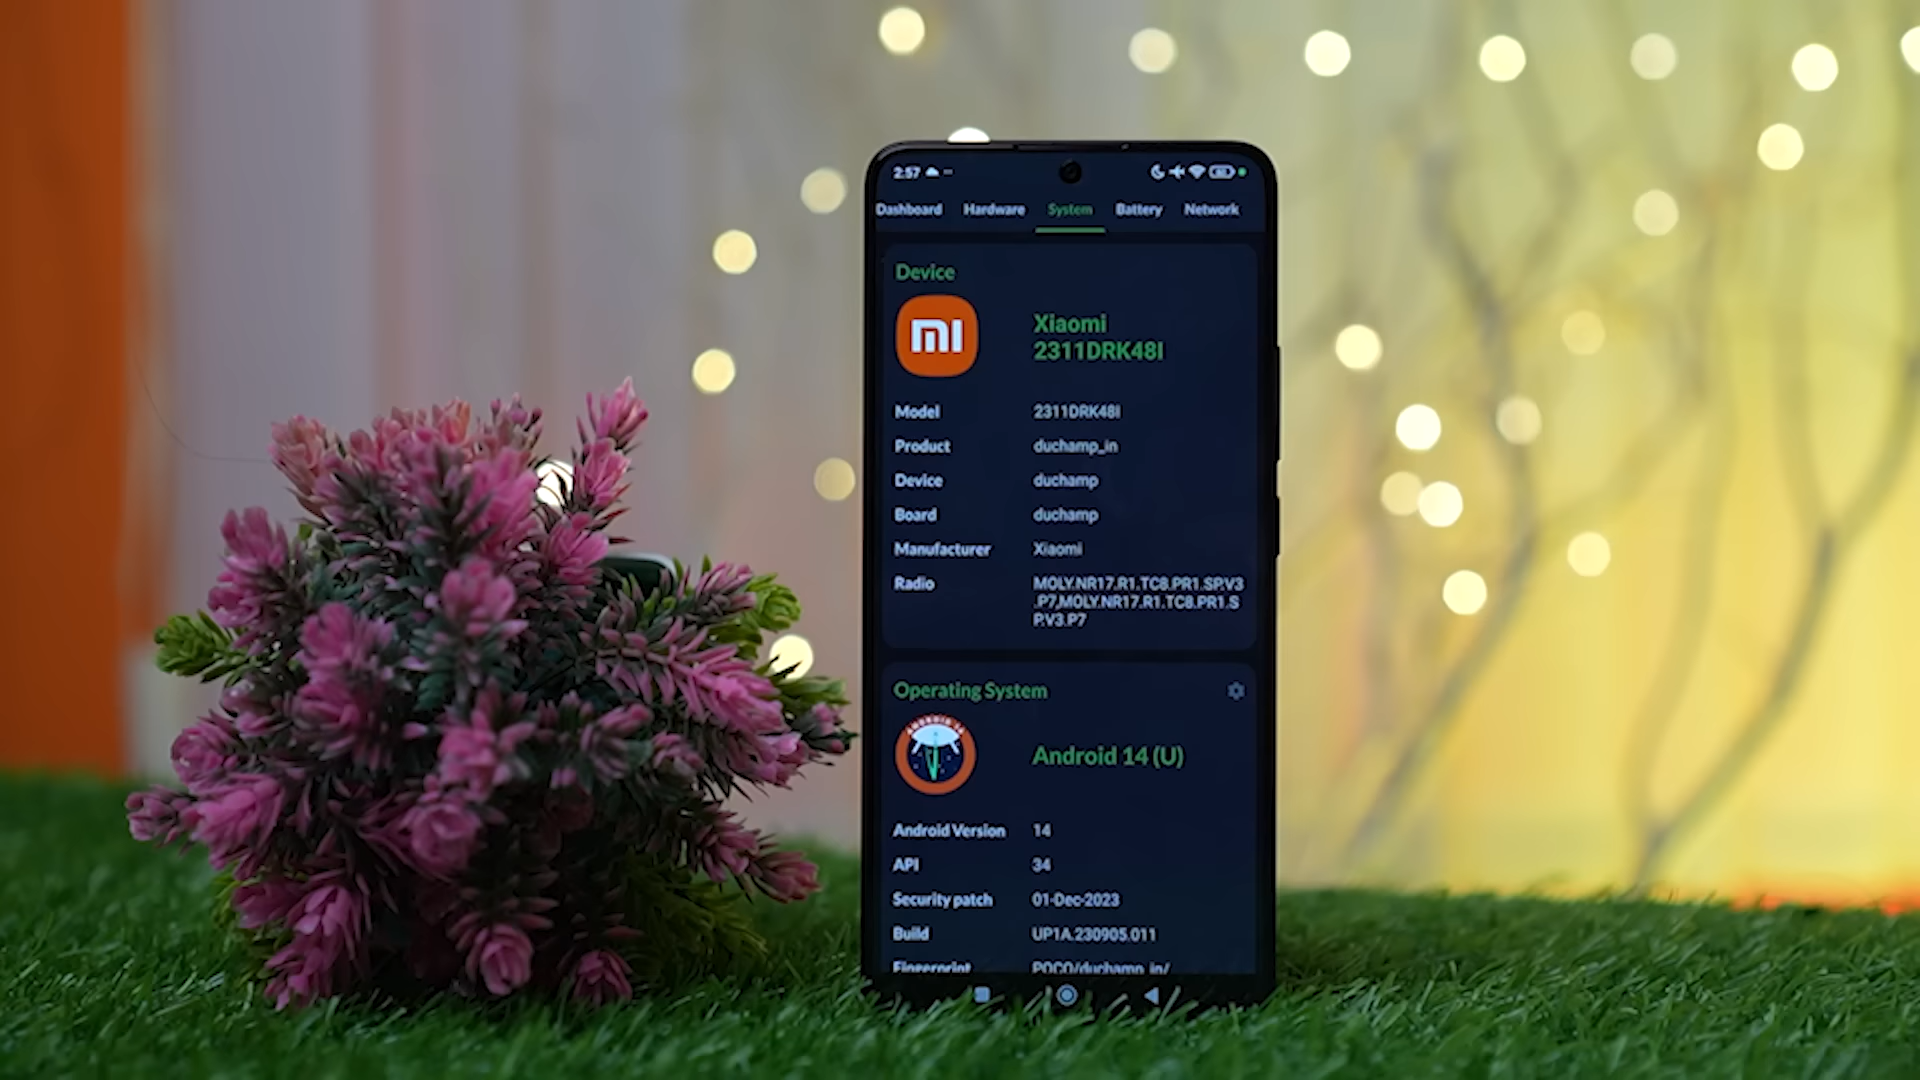 2:57
Dashboard Hardware System Battery Network
Device
Xiaomi
2311DRK48I
Model 2311DRK48I
Product duchamp_in
Device duchamp
Board duchamp
Manufacturer Xiaomi
Radio MOLY.NR17.R1.TC8.PR1.SP.V3
.P7,MOLY.NR17.R1.TC8.PR1.S
P.V3.P7
Operating System
ANDROID 14
Android 14 (U)
Android Version 14
API 34
Security patch 01-Dec-2023
Build UP1A.230905.011
Fingerprint POCO/duchamp_in/